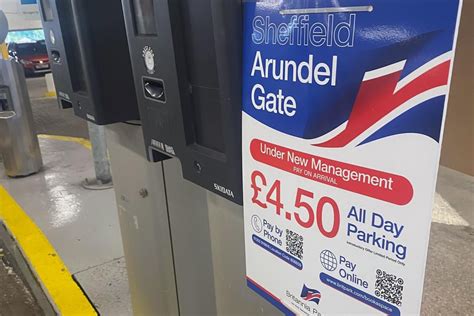 Sheffield
Arundel
Gate
Under New Management
PAY ON ARRIVAL
£4.50
All Day
Parking
Pay by
Phone
Pay
Online
Britannia
SKIDATA